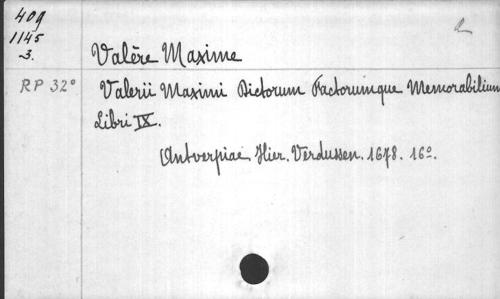 409
1145
3.
Valère Maxime
RP 32°
Valerii Maximi Dictorum Factorumque Memorabilium
Libri IX.
Antverpiae, Hier. Verdussen. 1678. 16°.